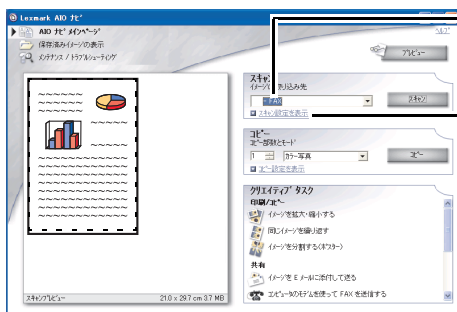 Lexmark AIO ナビ
AIO ナビ メインページ
保存済みイメージの表示
メンテナンス / トラブルシューティング
ヘルプ
プレビュー
スキャン
イメージの取り込み先
FAX
スキャン
スキャン設定を表示
コピー
コピー部数とモード
1
カラー写真
コピー
コピー設定を表示
クリエイティブ タスク
印刷/コピー
イメージを拡大・縮小する
同じイメージを繰り返す
イメージを分割する(ポスター)
共有
イメージを E メールに添付して送る
コンピュータのモデムを使って FAX を送信する
スキャンプレビュー
21.0 x 29.7 cm 3.7 MB